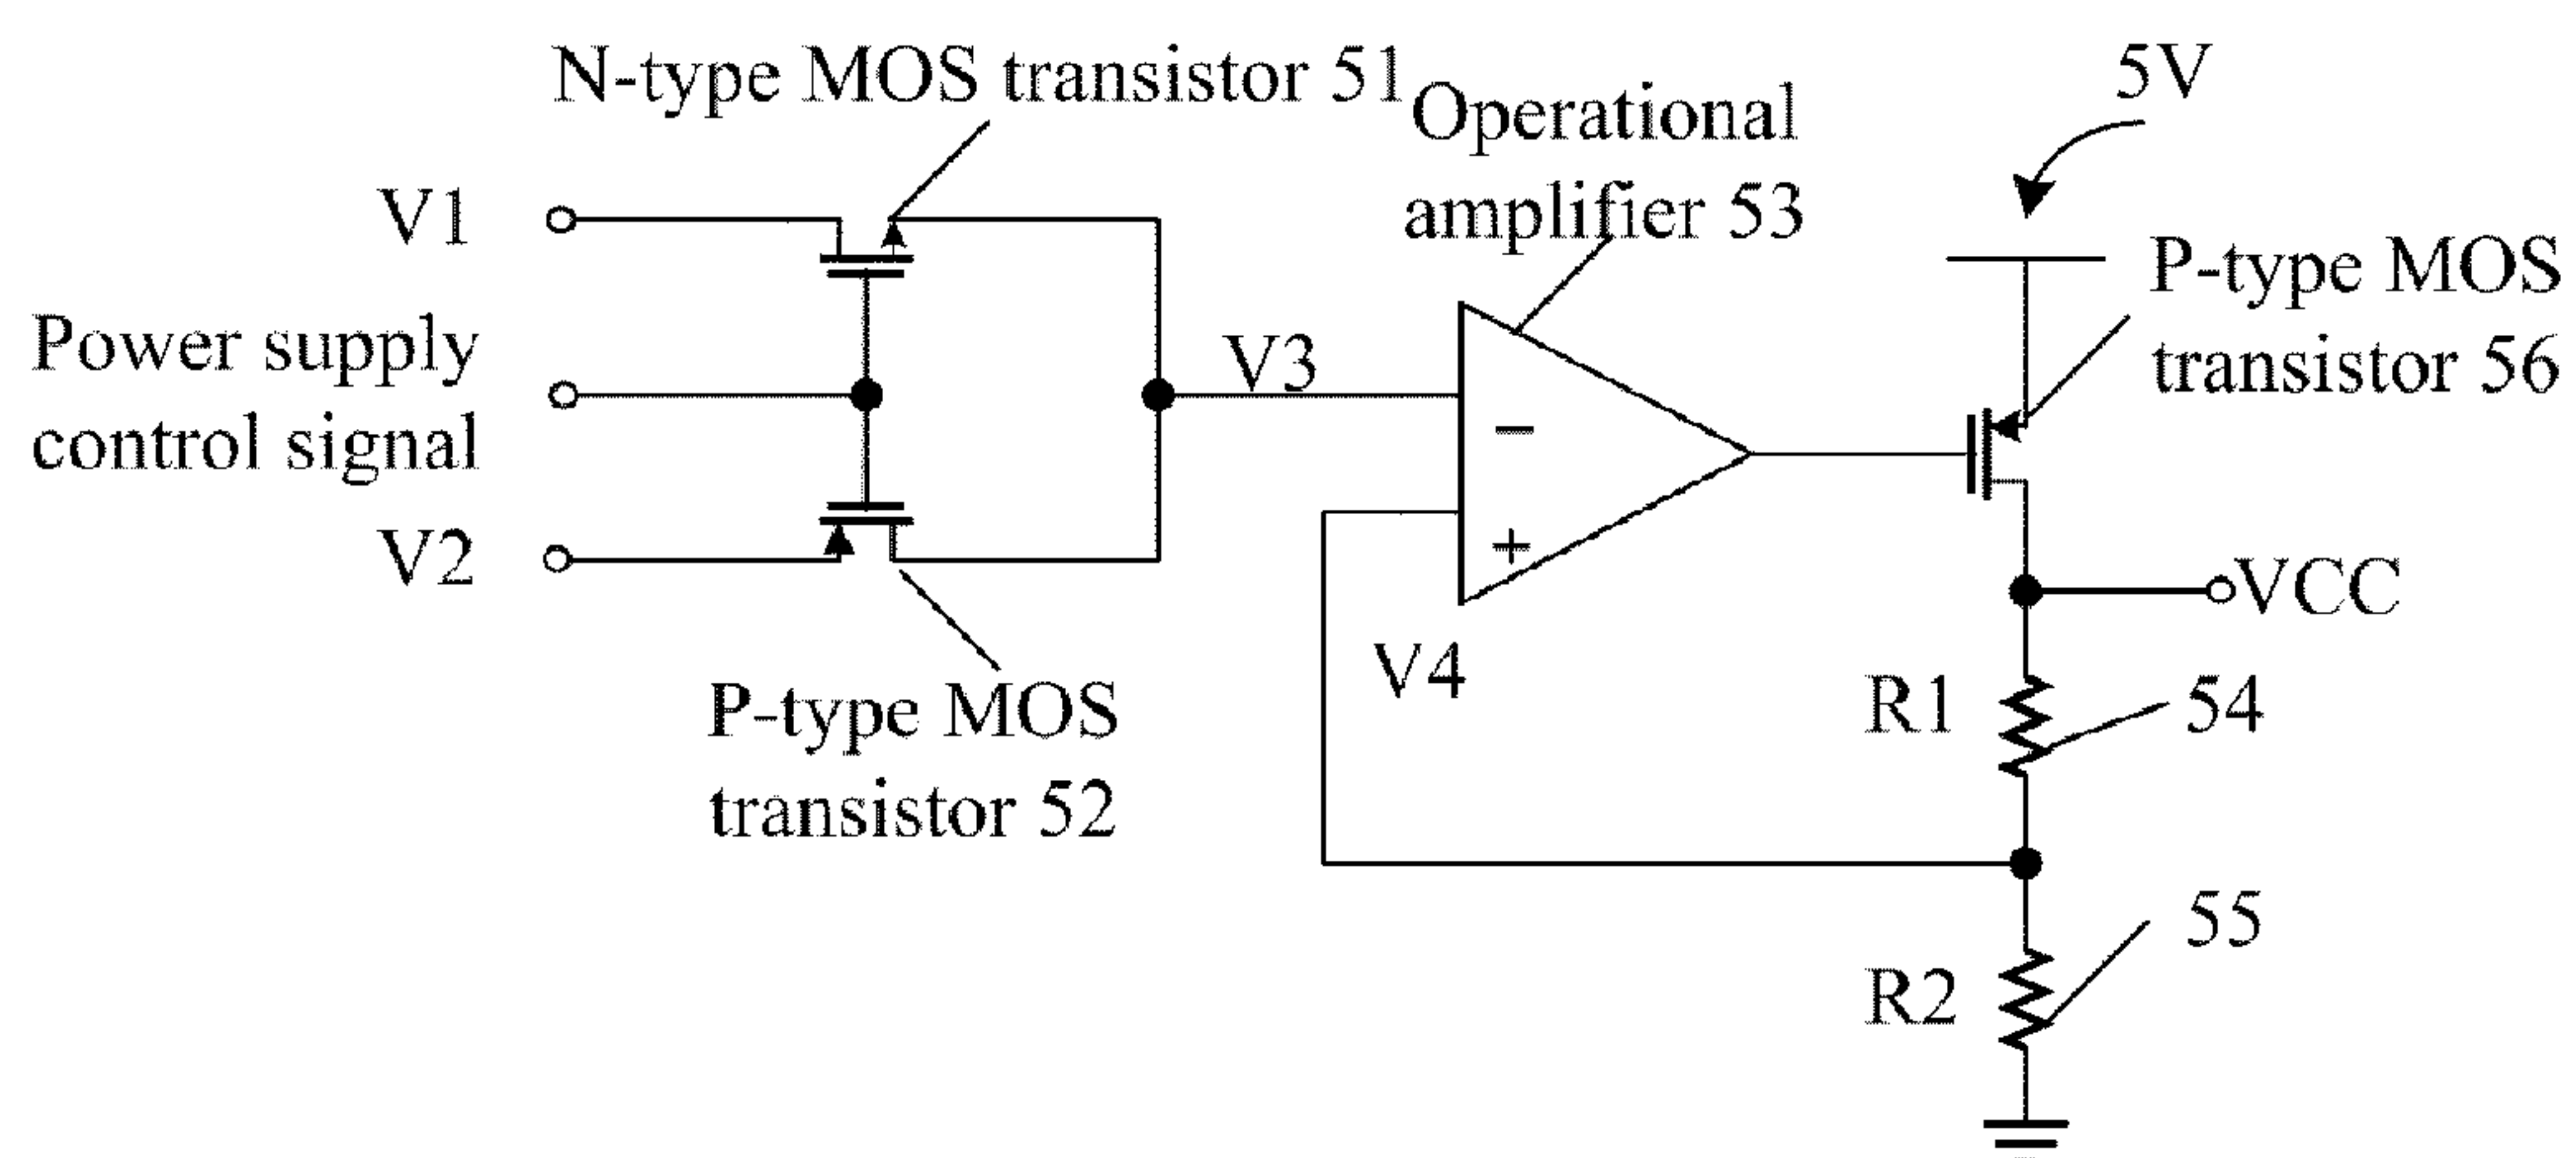 N-type MOS transistor 51
Operational
amplifier 53
5V
V1
Power supply
control signal
V2
V3
P-type MOS
transistor 56
−
+
VCC
V4
P-type MOS
transistor 52
R1
54
55
R2